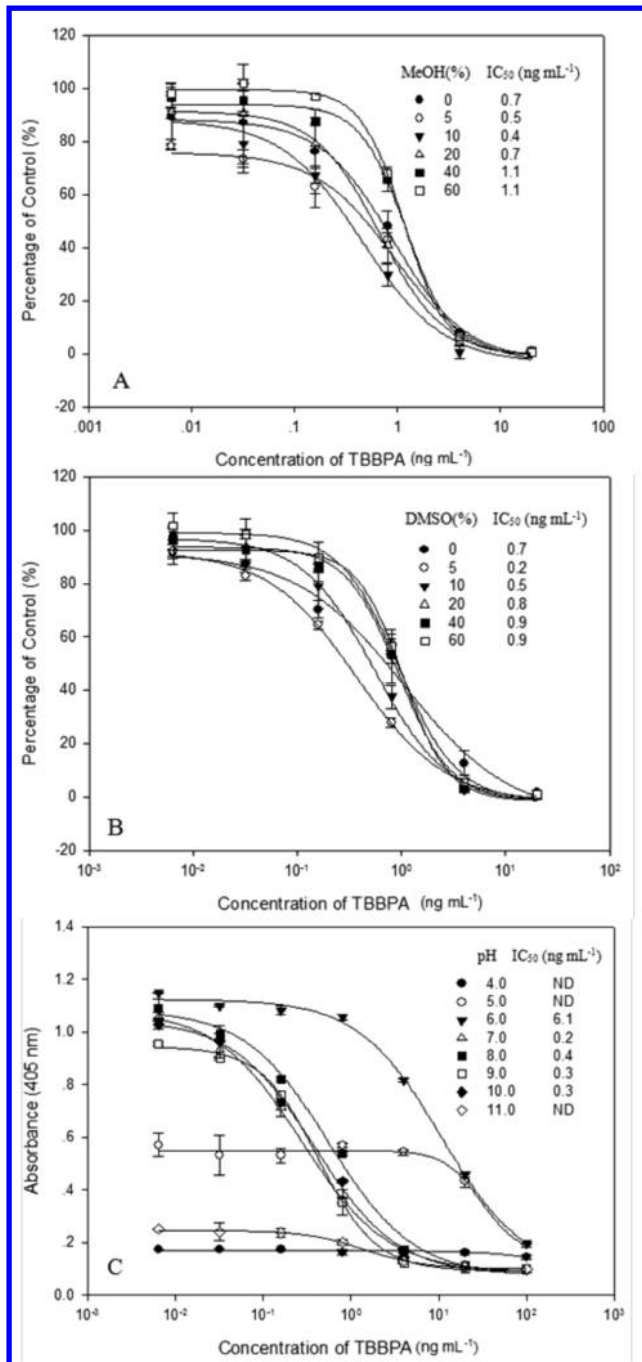 120
100
80
60
40
20
0
-20
Percentage of Control (%)
MeOH(%) IC50 (ng mL-1)
0 0.7
5 0.5
10 0.4
20 0.7
40 1.1
60 1.1
A
.001 .01 .1 1 10 100
Concentration of TBBPA (ng mL-1)
120
100
80
60
40
20
0
-20
Percentage of Control (%)
DMSO(%) IC50 (ng mL-1)
0 0.7
5 0.2
10 0.5
20 0.8
40 0.9
60 0.9
B
10-3 10-2 10-1 100 101 102
Concentration of TBBPA (ng mL-1)
1.4
1.2
1.0
.8
.6
.4
.2
0.0
Absorbance (405 nm)
pH IC50 (ng mL-1)
4.0 ND
5.0 ND
6.0 6.1
7.0 0.2
8.0 0.4
9.0 0.3
10.0 0.3
11.0 ND
C
10-3 10-2 10-1 100 101 102 103
Concentration of TBBPA (ng mL-1)